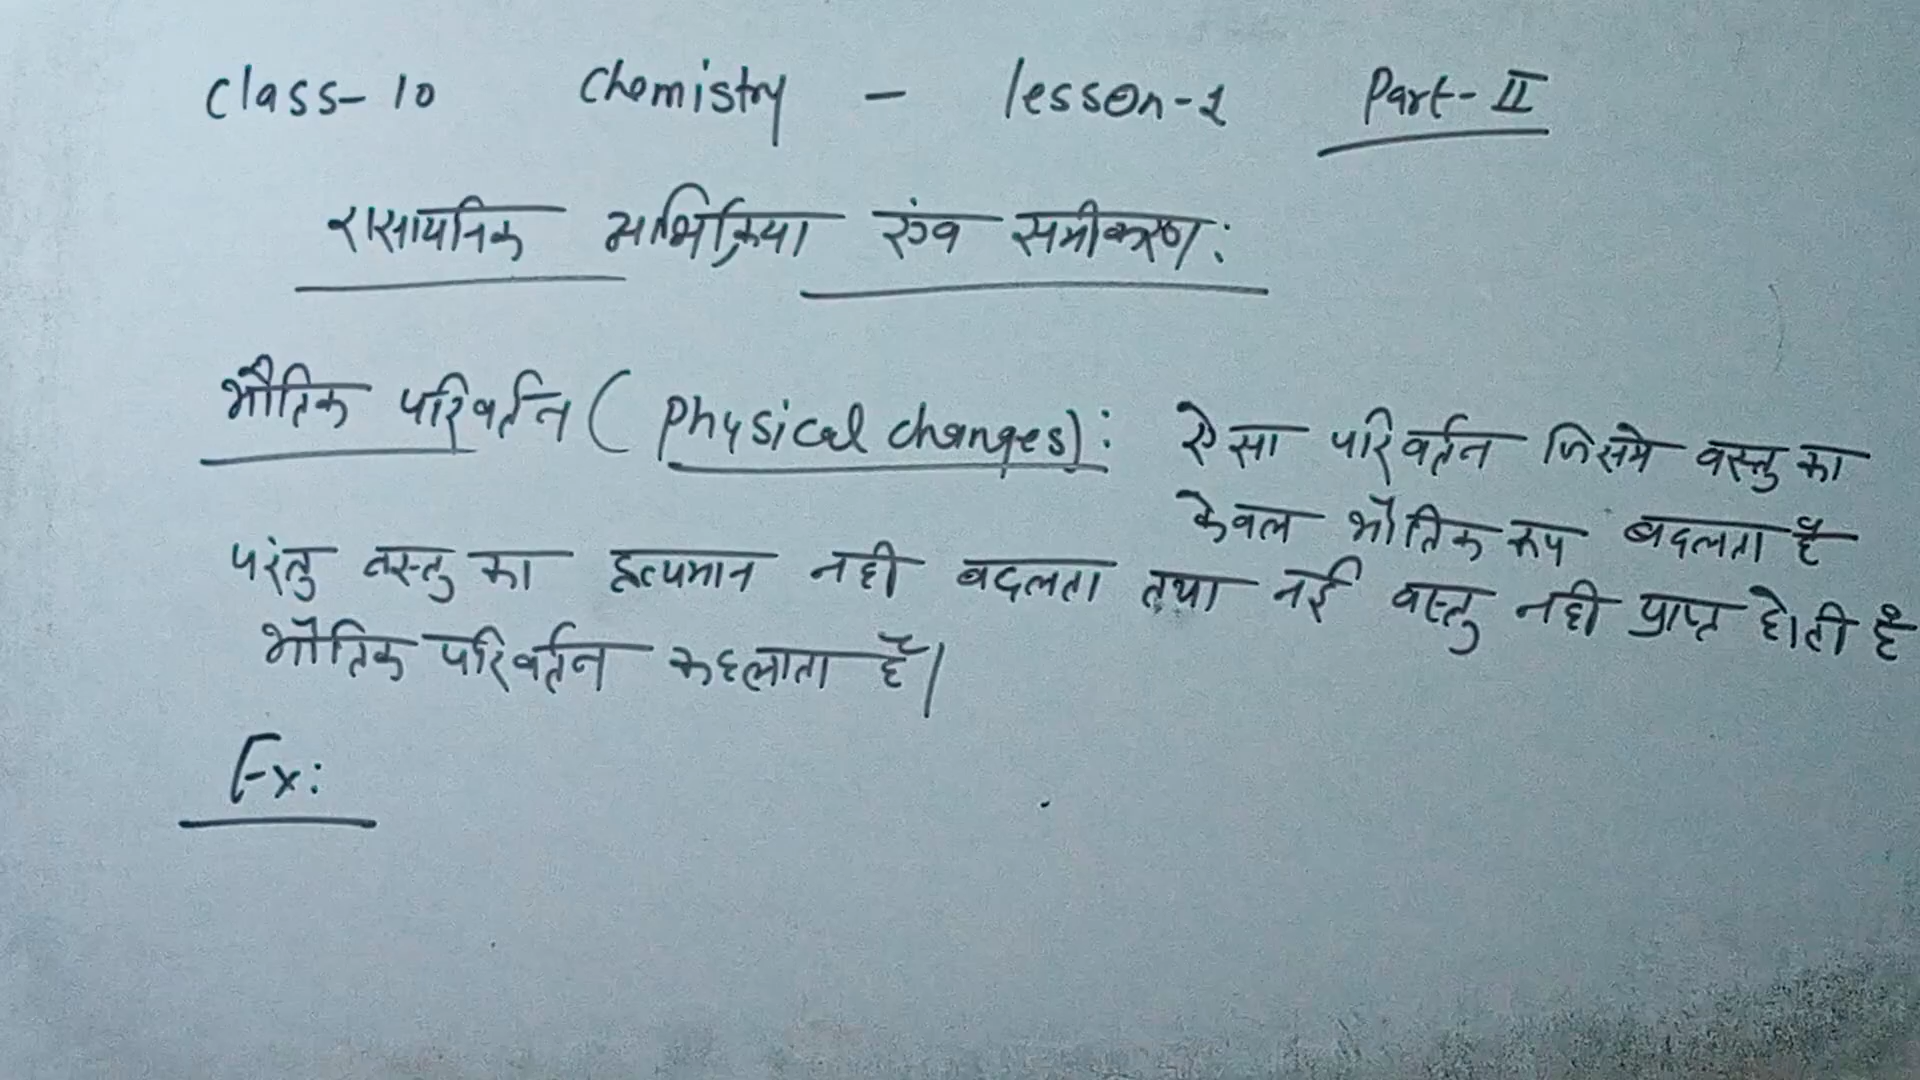 Class-10 Chemistry - lesson-1 Part-II
रासायनिक अभिक्रिया एंव समीकरण:
भौतिक परिवर्तन (Physical changes): ऐसा परिवर्तन जिसमे वस्तु का
केवल भौतिक रूप बदलता है
परंतु वस्तु का द्रव्यमान नही बदलता तथा नई वस्तु नही प्राप्त होती है
भौतिक परिवर्तन कहलाता है।
Ex: